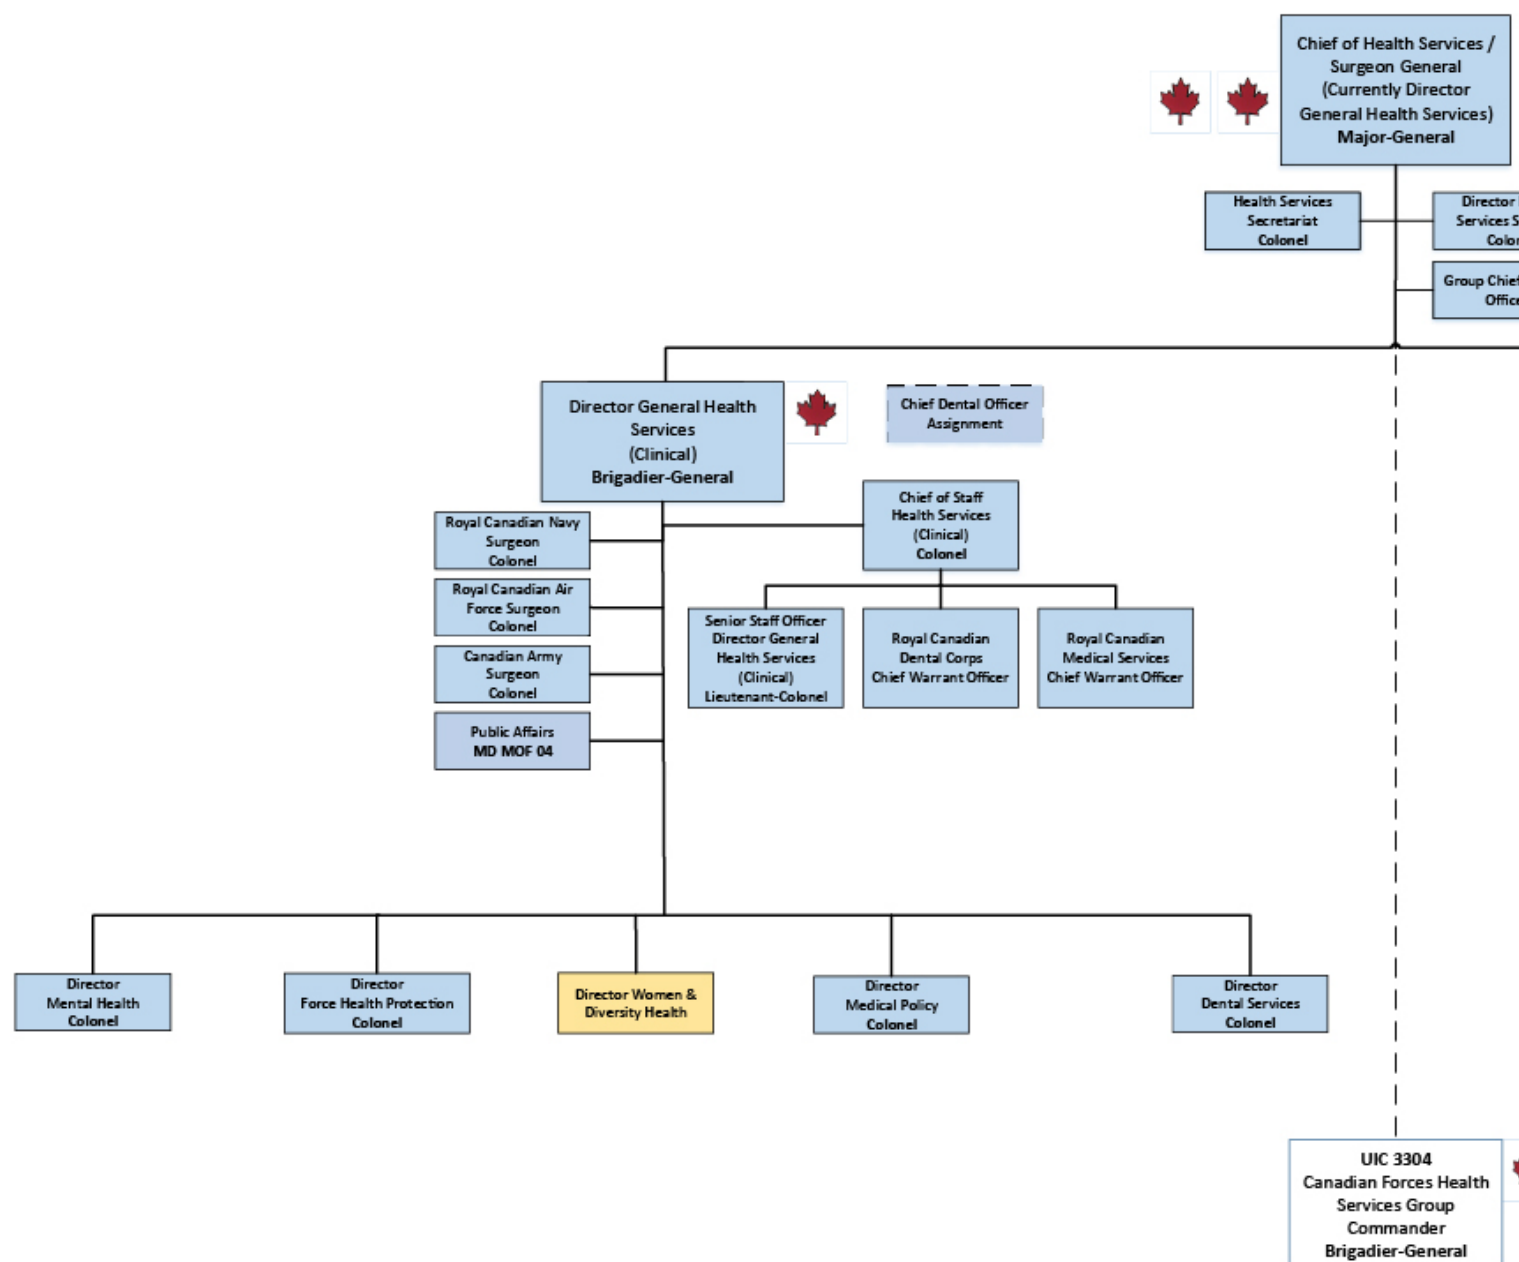 Chief of Health Services /
Surgeon General
(Currently Director
General Health Services)
Major-General
Health Services
Secretariat
Colonel
Director
Services
Group Chief
Director General Health
Services
(Clinical)
Brigadier-General
Chief Dental Officer
Assignment
Chief of Staff
Health Services
(Clinical)
Colonel
Royal Canadian Navy
Surgeon
Colonel
Royal Canadian Air
Force Surgeon
Colonel
Canadian Army
Surgeon
Colonel
Public Affairs
MD MOF 04
Senior Staff Officer
Director General
Health Services
(Clinical)
Lieutenant-Colonel
Royal Canadian
Dental Corps
Chief Warrant Officer
Royal Canadian
Medical Services
Chief Warrant Officer
Director
Mental Health
Colonel
Director
Force Health Protection
Colonel
Director Women &
Diversity Health
Director
Medical Policy
Colonel
Director
Dental Services
Colonel
UIC 3304
Canadian Forces Health
Services Group
Commander
Brigadier-General